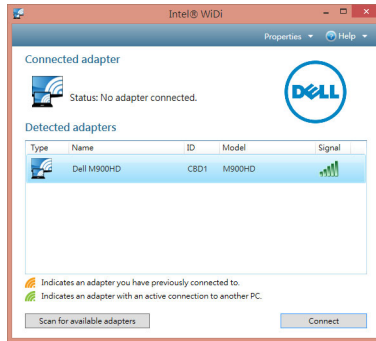 Intel® WiDi
Properties Help
Connected adapter
Status: No adapter connected.
DELL
Detected adapters
Type Name ID Model Signal
Dell M900HD CBD1 M900HD
Indicates an adapter you have previously connected to.
Indicates an adapter with an active connection to another PC.
Scan for available adapters Connect